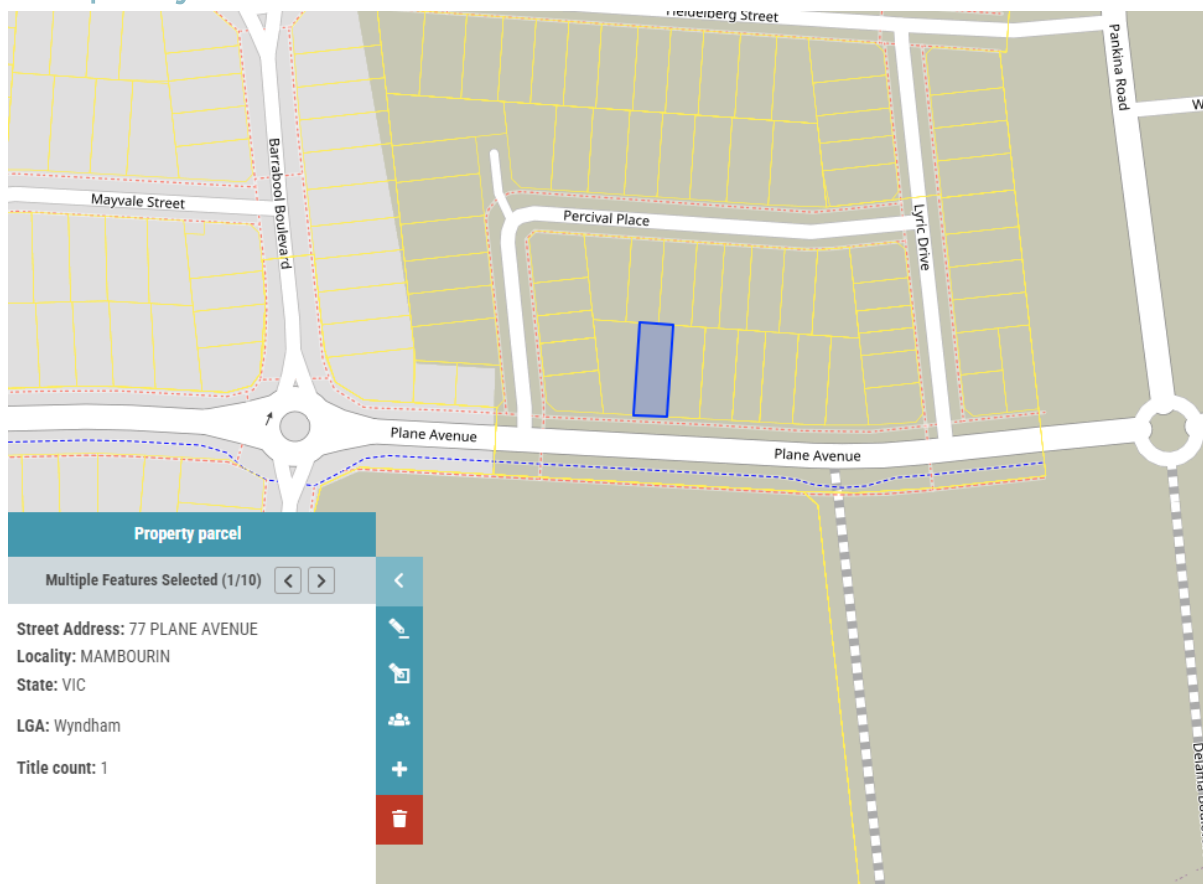 Heidelberg Street
Pankina Road
W
Barrabool Boulevard
Mayvale Street
Percival Place
Lyric Drive
Plane Avenue
Plane Avenue
Property parcel
Multiple Features Selected (1/10)
Street Address: 77 PLANE AVENUE
Locality: MAMBOURIN
State: VIC
LGA: Wyndham
Title count: 1